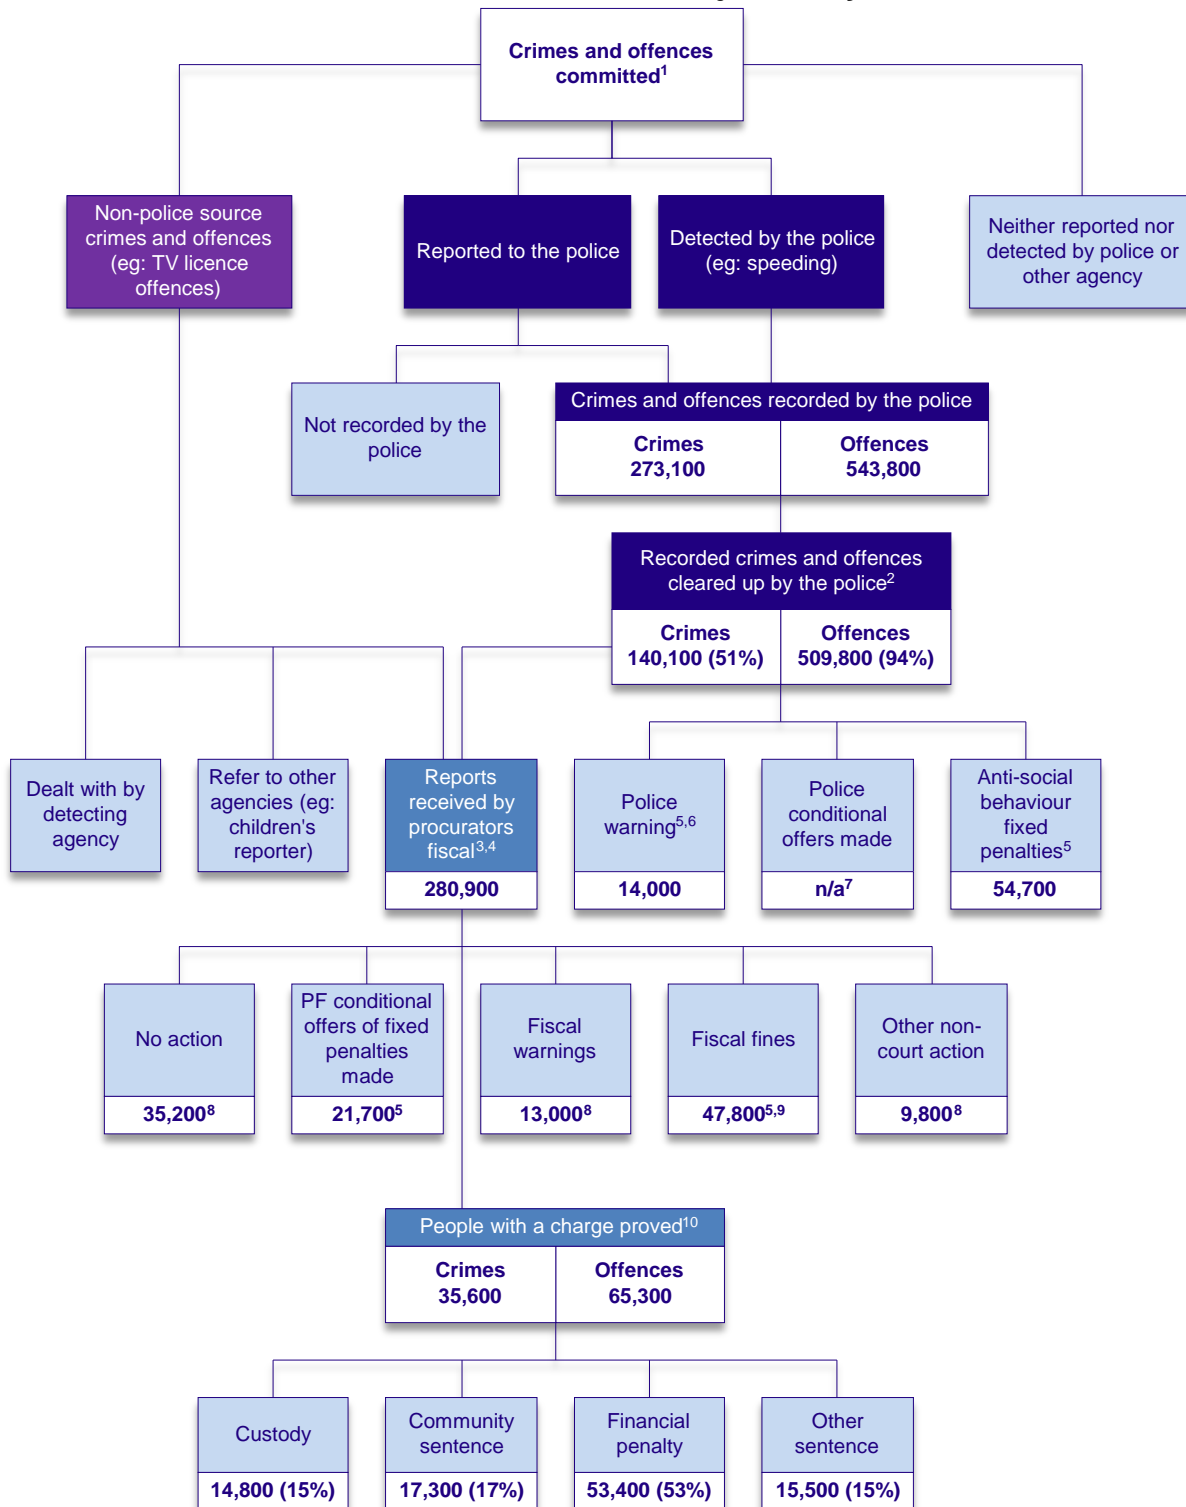 Crimes and offences
committed1
Non-police source
crimes and offences
(eg: TV licence
offences)
Reported to the police
Detected by the police
(eg: speeding)
Neither reported nor
detected by police or
other agency
Not recorded by the
police
Crimes and offences recorded by the police
Crimes
273,100
Offences
543,800
Recorded crimes and offences
cleared up by the police2
Crimes
140,100 (51%)
Offences
509,800 (94%)
Dealt with by
detecting
agency
Refer to other
agencies (eg:
children's
reporter)
Reports
received by
procurators
fiscal3,4
280,900
Police
warning5,6
14,000
Police
conditional
offers made
n/a7
Anti-social
behaviour
fixed
penalties5
54,700
No action
35,2008
PF conditional
offers of fixed
penalties
made
21,7005
Fiscal
warnings
13,0008
Fiscal fines
47,8005,9
Other non-
court action
9,8008
People with a charge proved10
Crimes
35,600
Offences
65,300
Custody
14,800 (15%)
Community
sentence
17,300 (17%)
Financial
penalty
53,400 (53%)
Other
sentence
15,500 (15%)